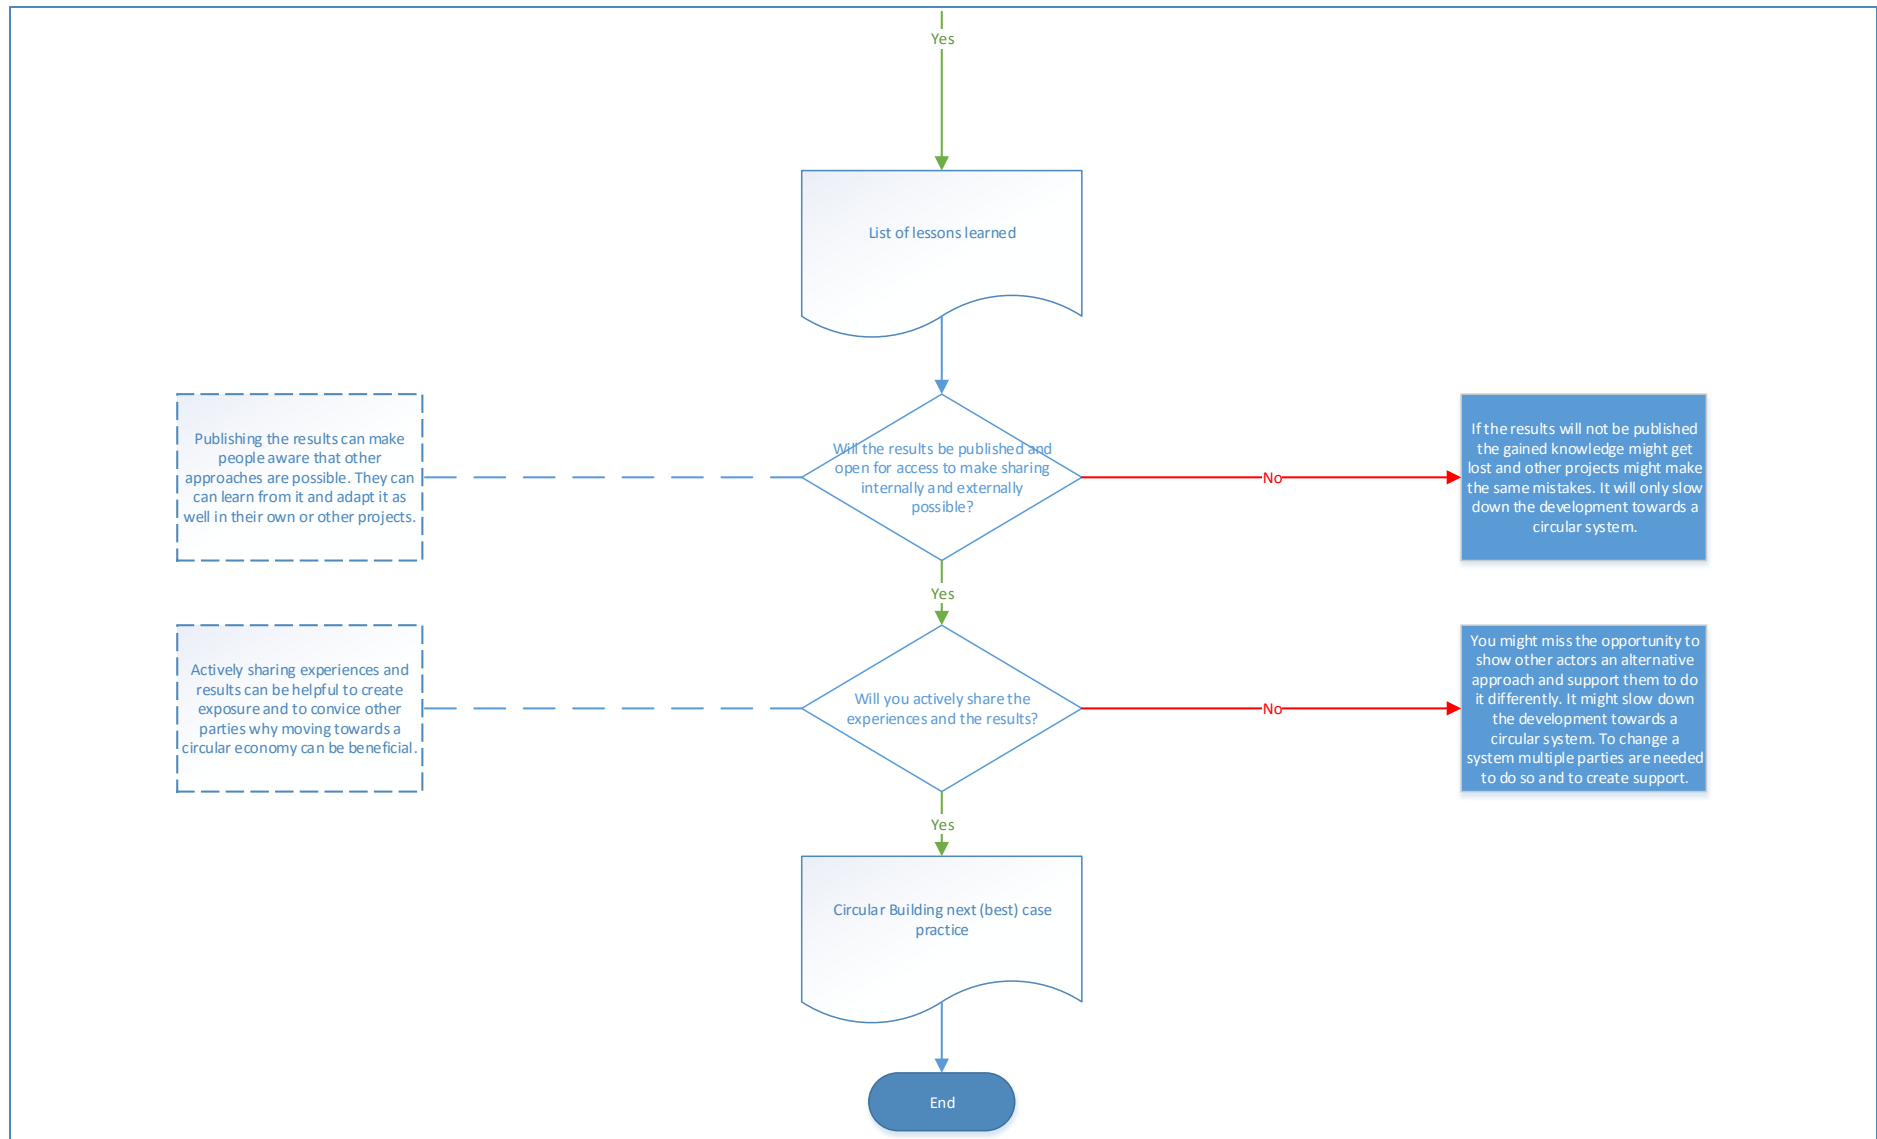 Yes
List of lessons learned
Publishing the results can make
people aware that other
approaches are possible. They can
can learn from it and adapt it as
well in their own or other projects.
Will the results be published and
open for access to make sharing
internally and externally
possible?
No
If the results will not be published
the gained knowledge might get
lost and other projects might make
the same mistakes. It will only slow
down the development towards a
circular system.
Yes
Actively sharing experiences and
results can be helpful to create
exposure and to convice other
parties why moving towards a
circular economy can be beneficial.
Will you actively share the
experiences and the results?
No
You might miss the opportunity to
show other actors an alternative
approach and support them to do
it differently. It might slow down
the development towards a
circular system. To change a
system multiple parties are needed
to do so and to create support.
Yes
Circular Building next (best) case
practice
End